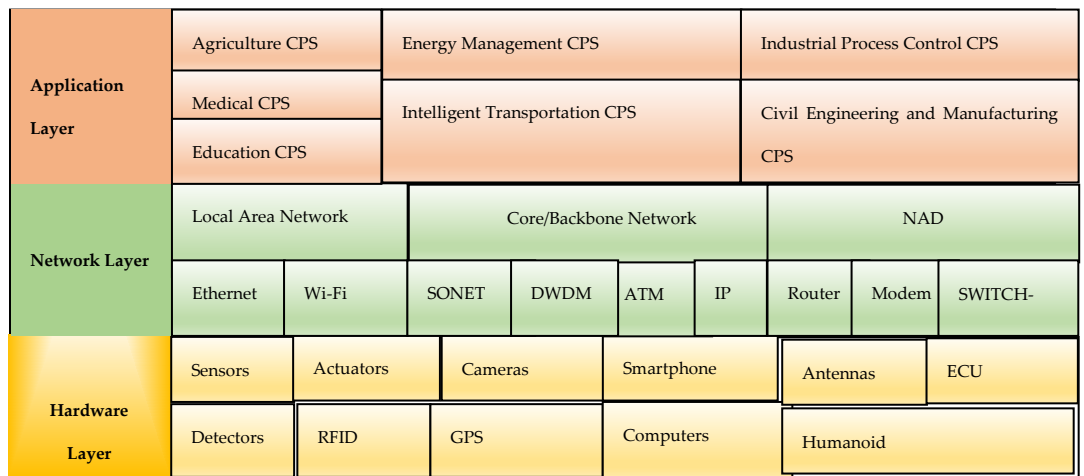 Application
Layer
Agriculture CPS
Medical CPS
Education CPS
Energy Management CPS
Intelligent Transportation CPS
Industrial Process Control CPS
Civil Engineering and Manufacturing
CPS
Network Layer
Local Area Network
Core/Backbone Network
NAD
Ethernet
Wi-Fi
SONET
DWDM
ATM
IP
Router
Modem
SWITCH-
Hardware
Layer
Sensors
Actuators
Cameras
Smartphone
Antennas
ECU
Detectors
RFID
GPS
Computers
Humanoid